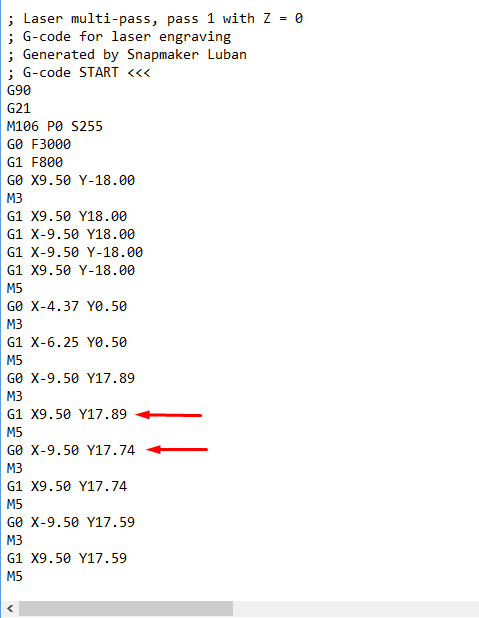 ; Laser multi-pass, pass 1 with Z = 0
; G-code for laser engraving
; Generated by Snapmaker Luban
; G-code START <<<
G90
G21
M106 P0 S255
G0 F3000
G1 F800
G0 X9.50 Y-18.00
M3
G1 X9.50 Y18.00
G1 X-9.50 Y18.00
G1 X-9.50 Y-18.00
G1 X9.50 Y-18.00
M5
G0 X-4.37 Y0.50
M3
G1 X-6.25 Y0.50
M5
G0 X-9.50 Y17.89
M3
G1 X9.50 Y17.89
M5
G0 X-9.50 Y17.74
M3
G1 X9.50 Y17.74
M5
G0 X-9.50 Y17.59
M3
G1 X9.50 Y17.59
M5